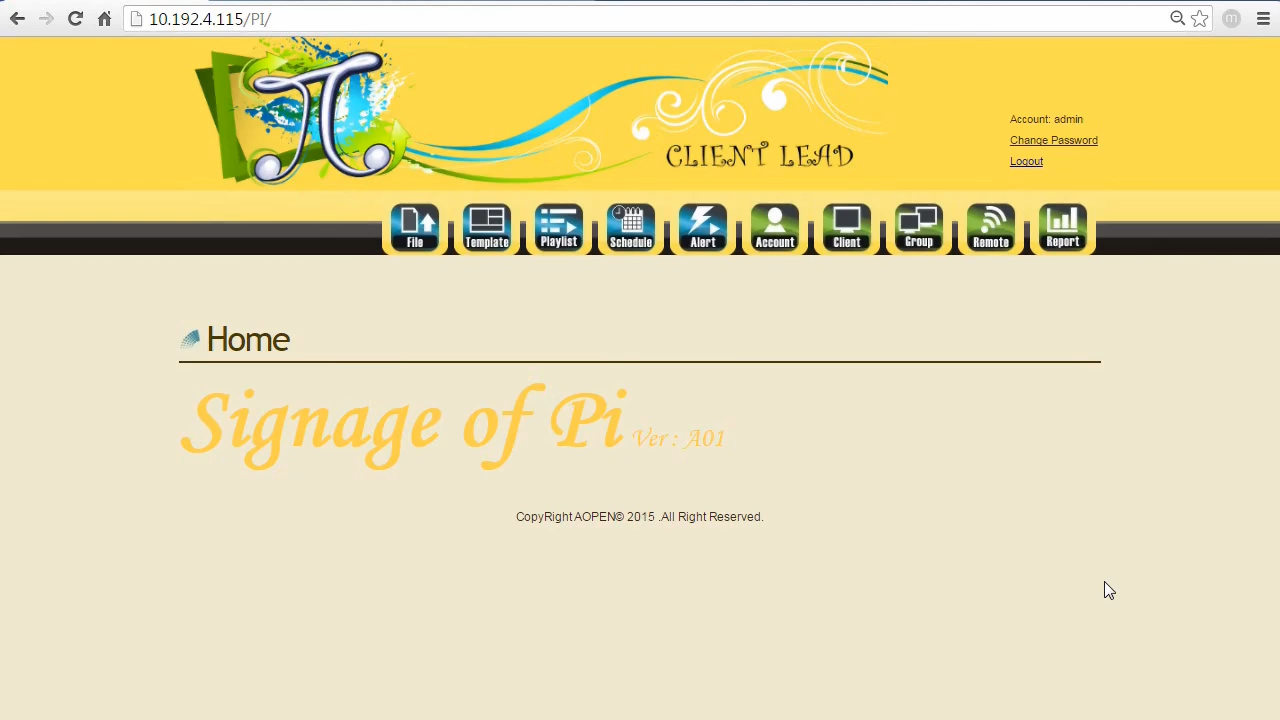 10.192.4.115/PI/
m
π
CLIENT LEAD
Account: admin
Change Password
Logout
File
Template
Playlist
Schedule
Alert
Account
Client
Group
Remote
Report
Home
Signage of Pi Ver : A01
CopyRight AOPEN© 2015 .All Right Reserved.